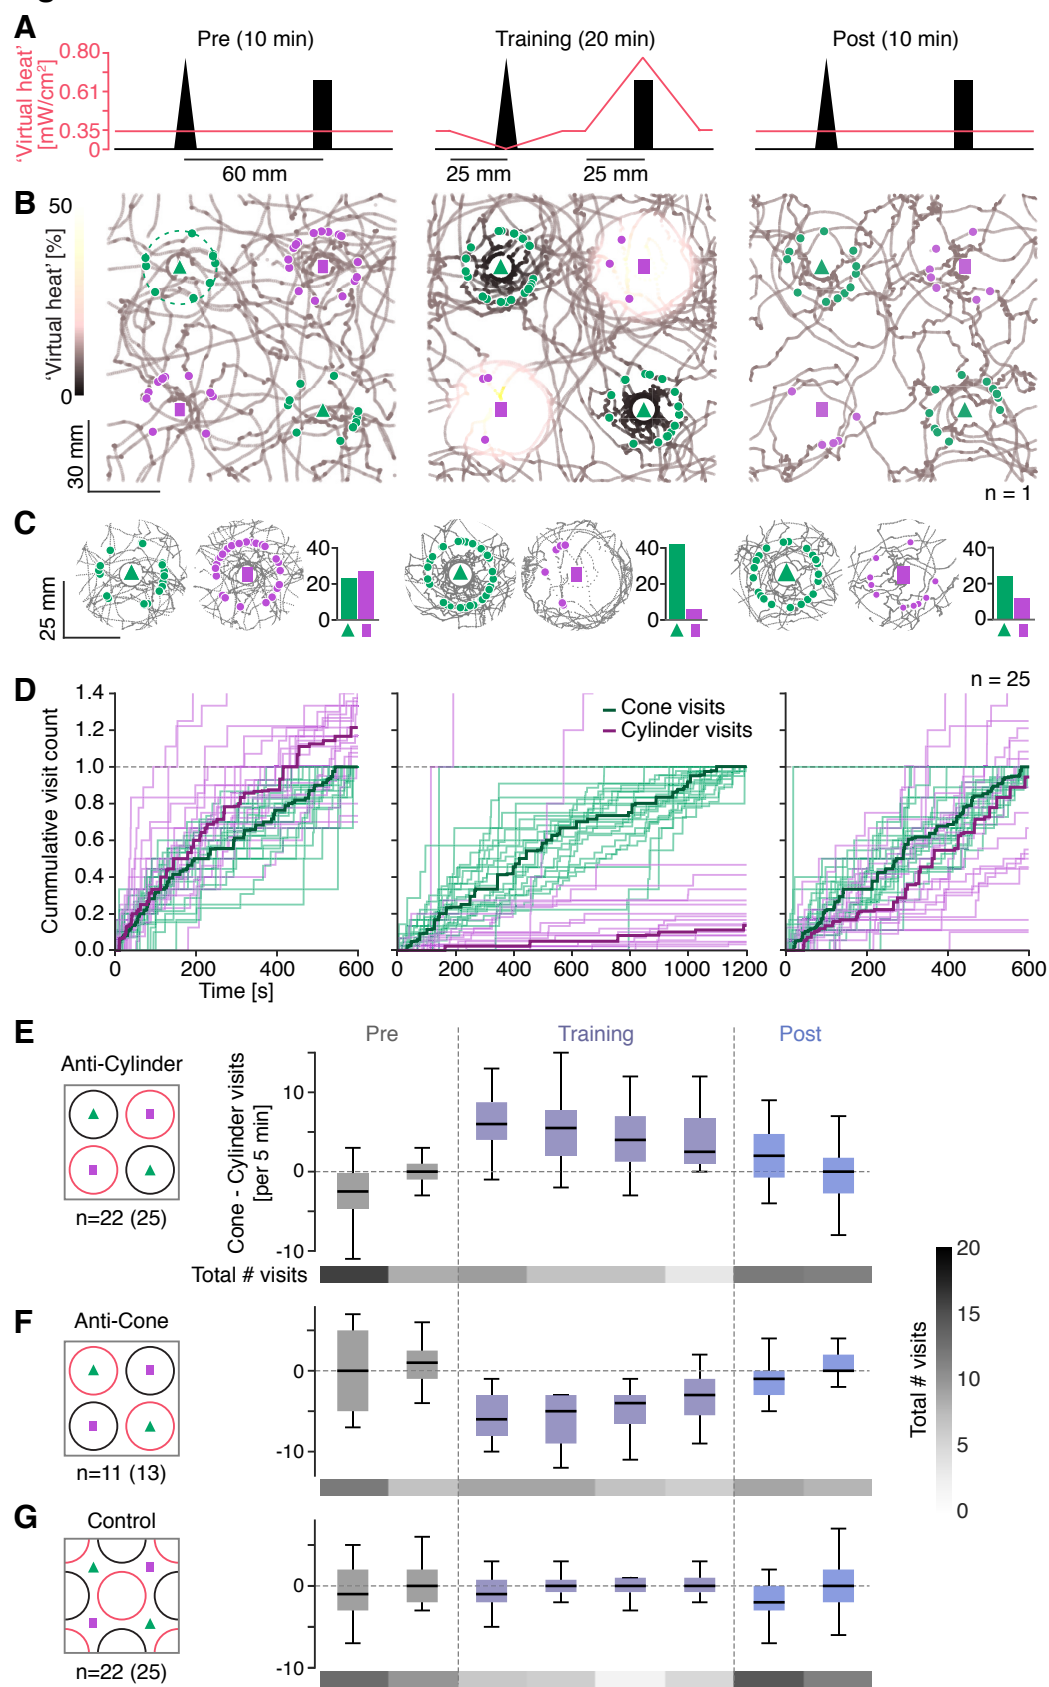 A
Pre (10 min)
Training (20 min)
Post (10 min)
'Virtual heat'
[mW/cm²]
0.80
0.61
0.35
0
60 mm
25 mm
25 mm
B
50
'Virtual heat' [%]
0
30 mm
n = 1
C
25 mm
40
20
0
40
20
0
40
20
0
D
n = 25
Cummulative visit count
1.4
1.2
1.0
0.8
0.6
0.4
0.2
0.0
Cone visits
Cylinder visits
0 200 400 600
0 200 400 600 800 1000 1200
0 200 400 600
Time [s]
E
Pre
Training
Post
Anti-Cylinder
n=22 (25)
Cone - Cylinder visits
[per 5 min]
10
0
-10
Total # visits
F
Anti-Cone
n=11 (13)
0
-10
Total # visits
20
15
10
5
0
G
Control
n=22 (25)
0
-10